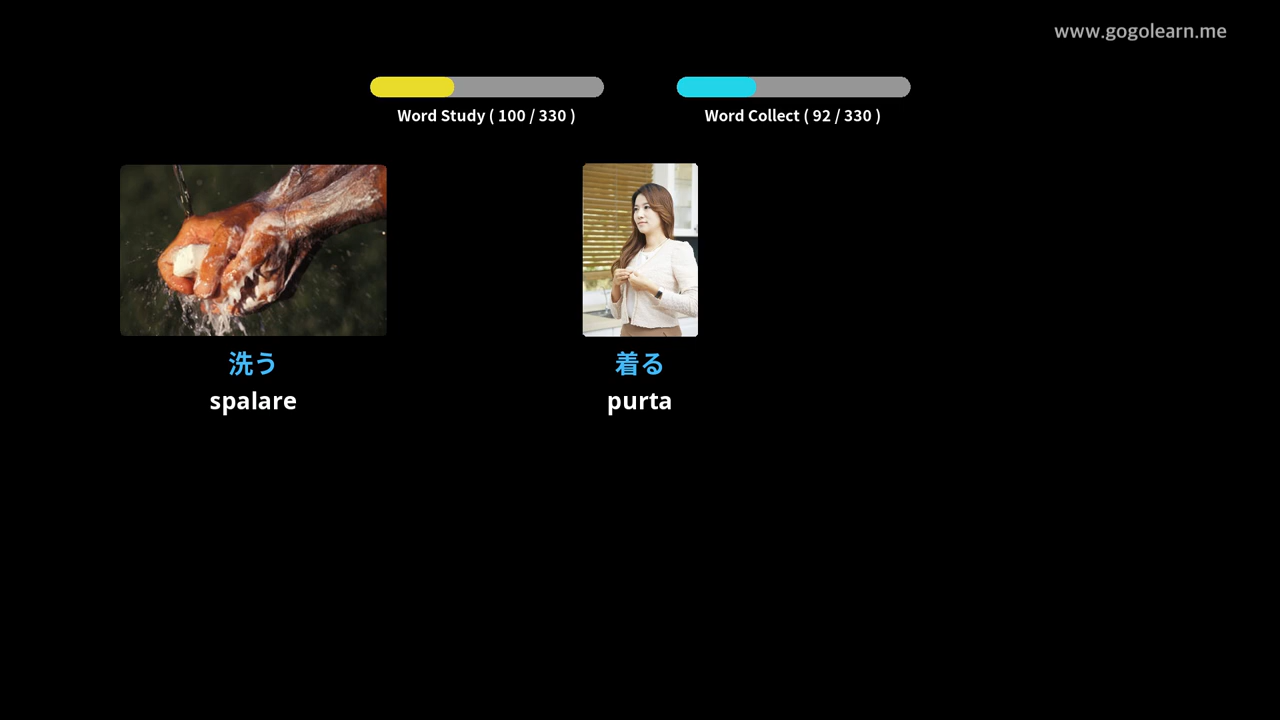 www.gogolearn.me
Word Study ( 100 / 330 )
Word Collect ( 92 / 330 )
洗う
spalare
着る
purta